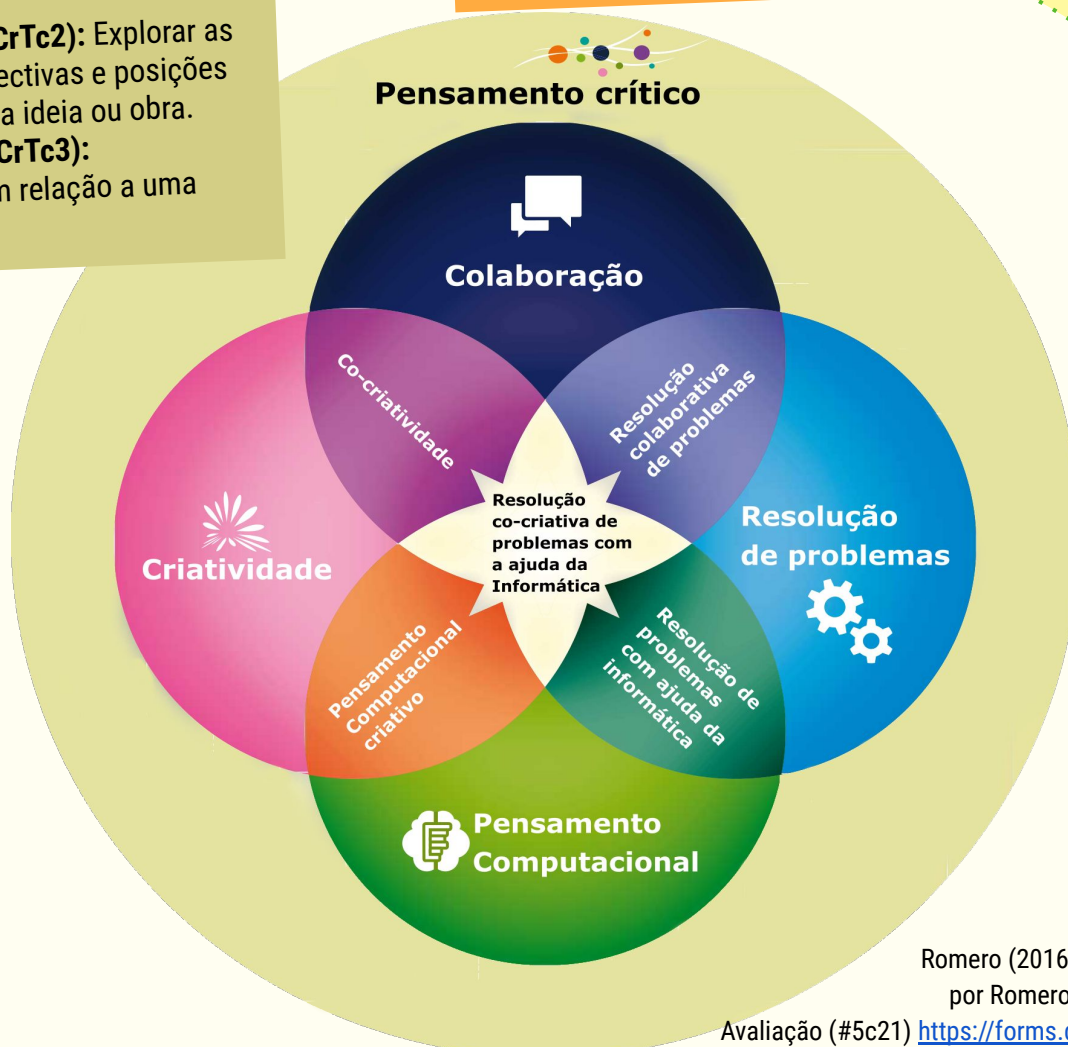 CrTc2): Explorar as
ectivas e posições
a ideia ou obra.
CrTc3):
relação a uma
Pensamento crítico
Colaboração
Co-criatividade
Resolução
colaborativa
de problemas
Criatividade
Resolução
co-criativa de
problemas com
a ajuda da
Informática
Resolução
de problemas
Pensamento
Computacional
criativo
Resolução de
problemas
com ajuda da
informática
Pensamento
Computacional
Romero (2016
por Romero
Avaliação (#5c21) https://forms.